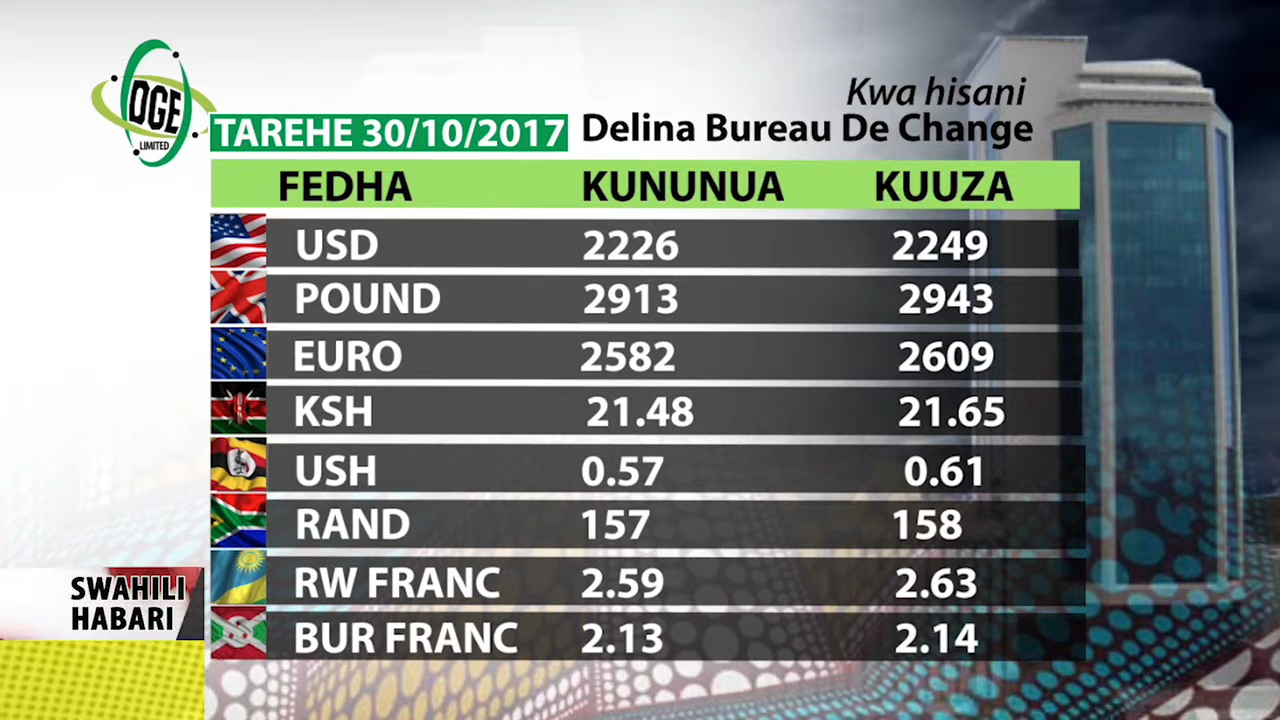 DGE
LIMITED
Kwa hisani
TAREHE 30/10/2017 Delina Bureau De Change
FEDHA KUNUNUA KUUZA
USD 2226 2249
POUND 2913 2943
EURO 2582 2609
KSH 21.48 21.65
USH 0.57 0.61
RAND 157 158
RW FRANC 2.59 2.63
BUR FRANC 2.13 2.14
SWAHILI
HABARI